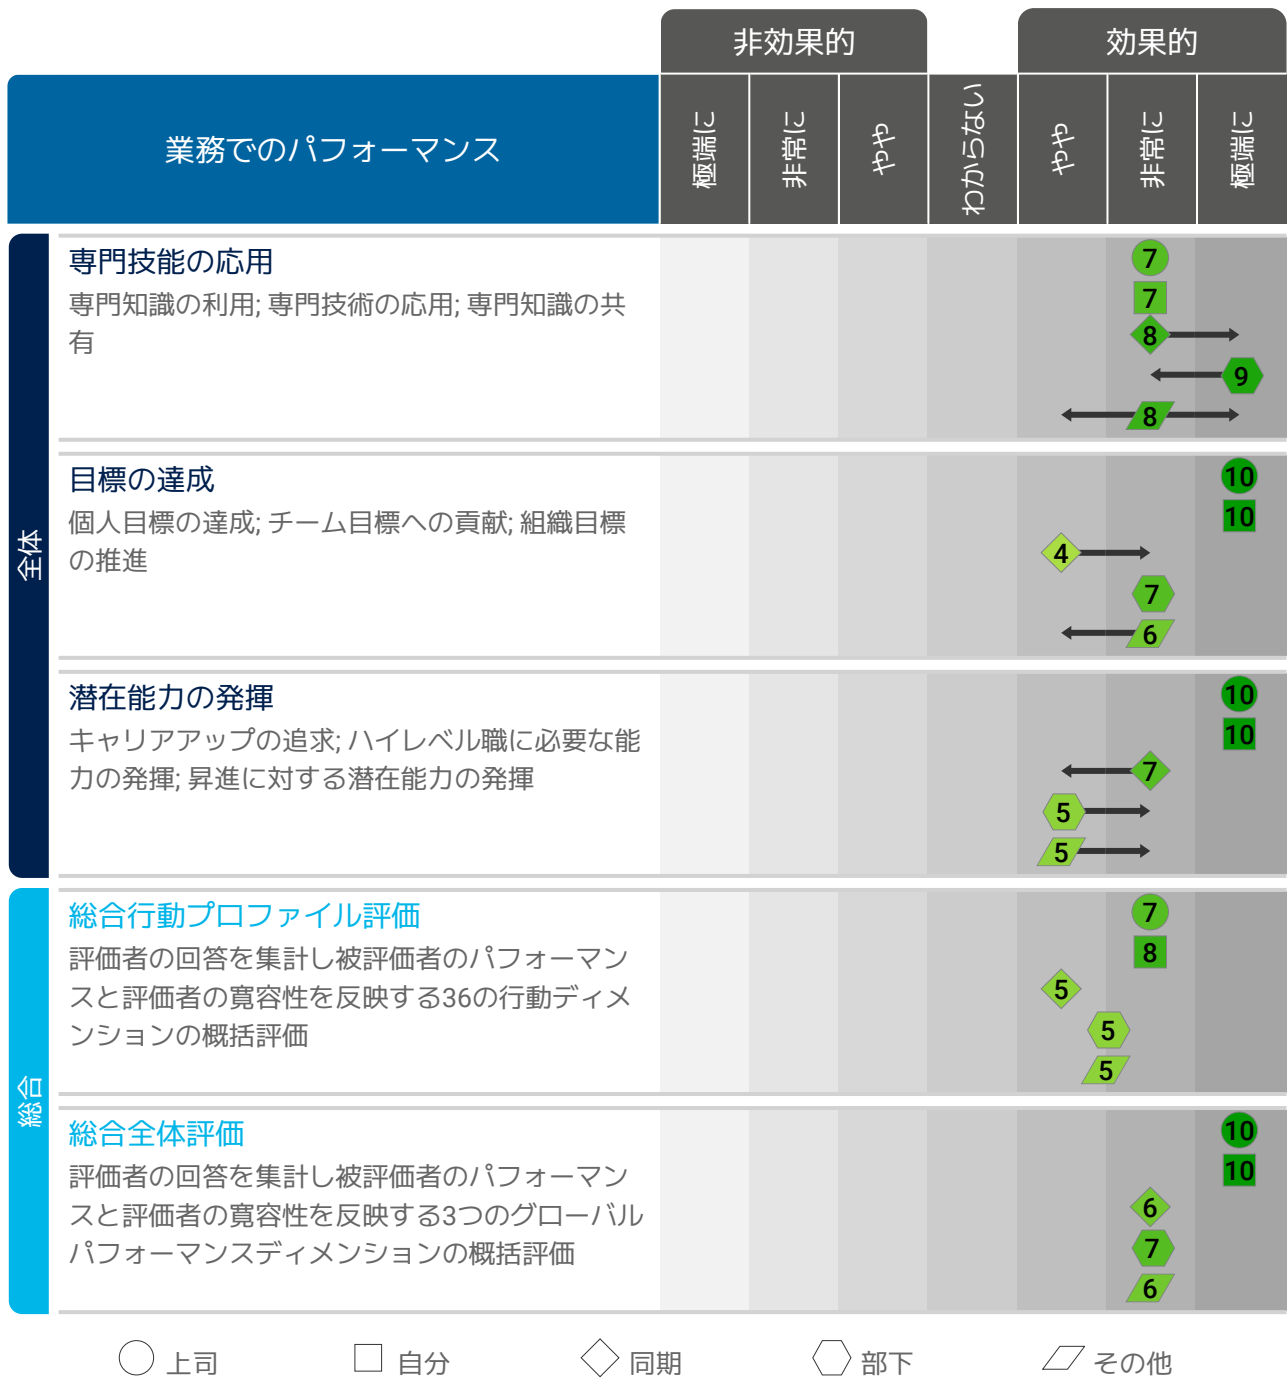 非効果的
効果的
業務でのパフォーマンス
極端に
非常に
やや
わからない
やや
非常に
極端に
全体
専門技能の応用
専門知識の利用; 専門技術の応用; 専門知識の共
有
7
7
8
9
8
目標の達成
個人目標の達成; チーム目標への貢献; 組織目標
の推進
10
10
4
7
6
潜在能力の発揮
キャリアアップの追求; ハイレベル職に必要な能
力の発揮; 昇進に対する潜在能力の発揮
10
10
7
5
5
総合
総合行動プロファイル評価
評価者の回答を集計し被評価者のパフォーマン
スと評価者の寛容性を反映する36の行動ディメ
ンションの概括評価
7
8
5
5
5
総合全体評価
評価者の回答を集計し被評価者のパフォーマン
スと評価者の寛容性を反映する3つのグローバル
パフォーマンスディメンションの概括評価
10
10
6
7
6
上司
自分
同期
部下
その他